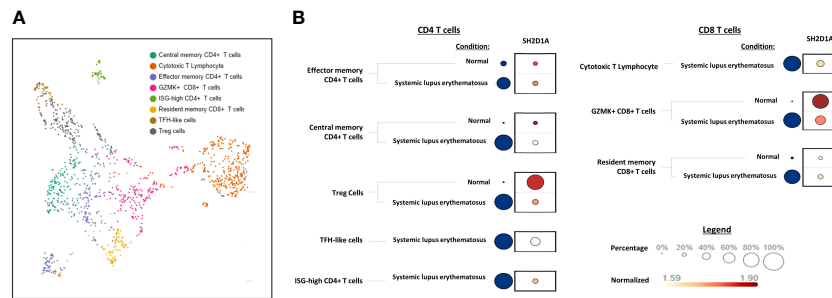 A
Central memory CD4+ T cells
Cytotoxic T Lymphocyte
Effector memory CD4+ T cells
GZMK+ CD8+ T cells
ISG-high CD4+ T cells
Resident memory CD8+ T cells
TFH-like cells
Treg cells
B
CD4 T cells
Condition:
SH2D1A
Effector memory
CD4+ T cells
Normal
Systemic lupus erythematosus
Central memory
CD4+ T cells
Normal
Systemic lupus erythematosus
Treg Cells
Normal
Systemic lupus erythematosus
TFH-like cells
Systemic lupus erythematosus
ISG-high CD4+ T cells
Systemic lupus erythematosus
CD8 T cells
Condition:
SH2D1A
Cytotoxic T Lymphocyte
Systemic lupus erythematosus
GZMK+ CD8+ T cells
Normal
Systemic lupus erythematosus
Resident memory
CD8+ T cells
Normal
Systemic lupus erythematosus
Legend
Percentage
0% 20% 40% 60% 80% 100%
Normalized
1.59 1.90